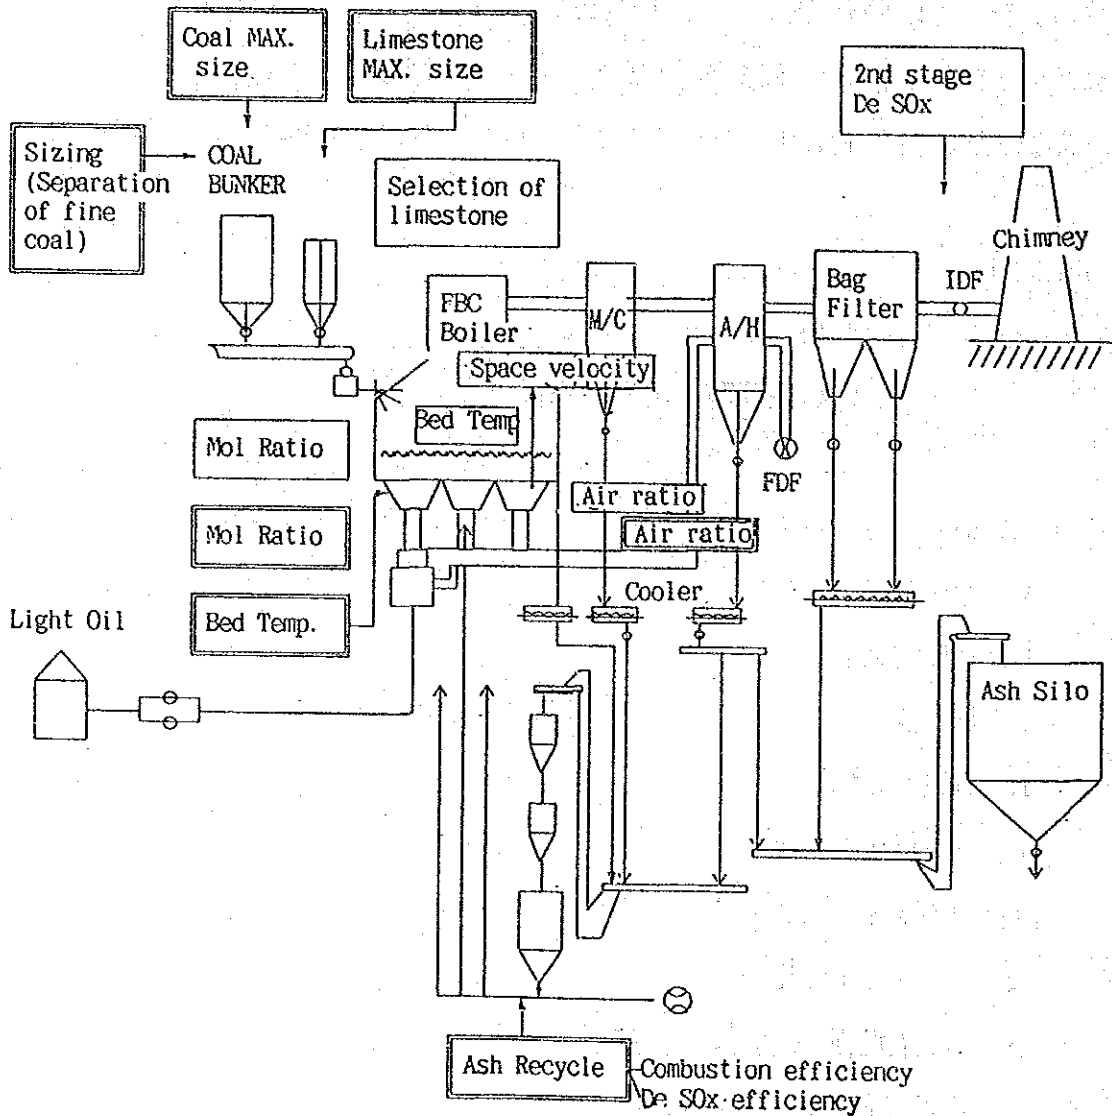 Coal MAX.
size
Limestone
MAX. size
2nd stage
De SOx
Sizing
(Separation
of fine
coal)
COAL
BUNKER
Selection of
limestone
Chimney
FBC
Boiler
M/C
A/H
Bag
Filter
IDF
Space velocity
Bed Temp
Mol Ratio
FDF
Air ratio
Mol Ratio
Air ratio
Cooler
Light Oil
Bed Temp.
Ash Silo
Ash Recycle
Combustion efficiency
De SOx efficiency